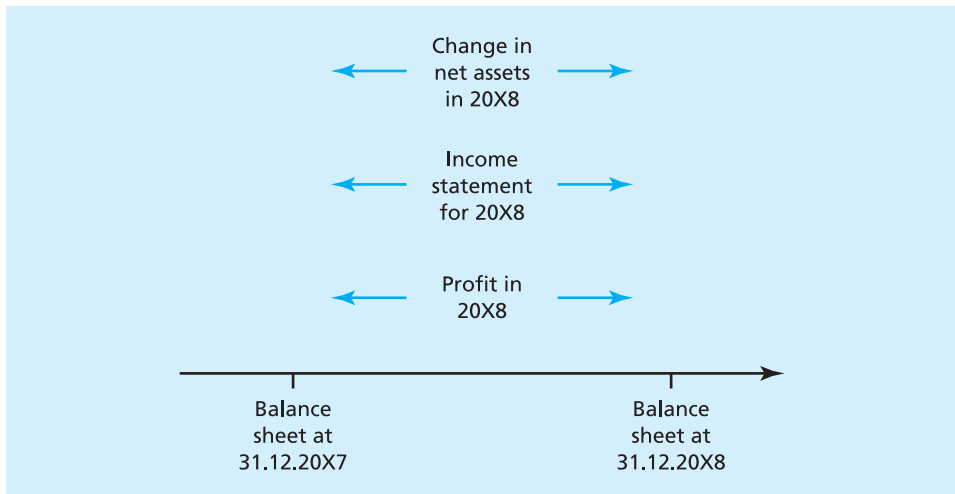 Change in
net assets
in 20X8
Income
statement
for 20X8
Profit in
20X8
Balance
sheet at
31.12.20X7
Balance
sheet at
31.12.20X8